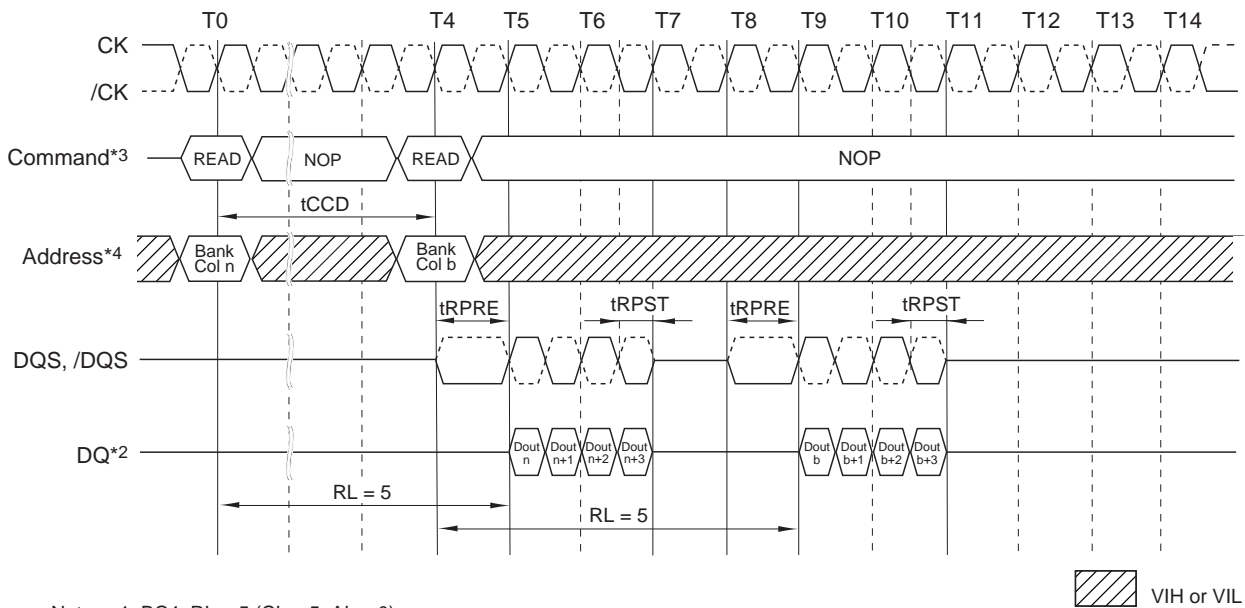 T0 T4 T5 T6 T7 T8 T9 T10 T11 T12 T13 T14
CK
/CK
Command*3
READ
NOP
READ
NOP
tCCD
Address*4
Bank
Col n
Bank
Col b
tRPRE
tRPST
tRPRE
tRPST
DQS, /DQS
DQ*2
Dout
n
Dout
n+1
Dout
n+2
Dout
n+3
Dout
b
Dout
b+1
Dout
b+2
Dout
b+3
RL = 5
RL = 5
VIH or VIL